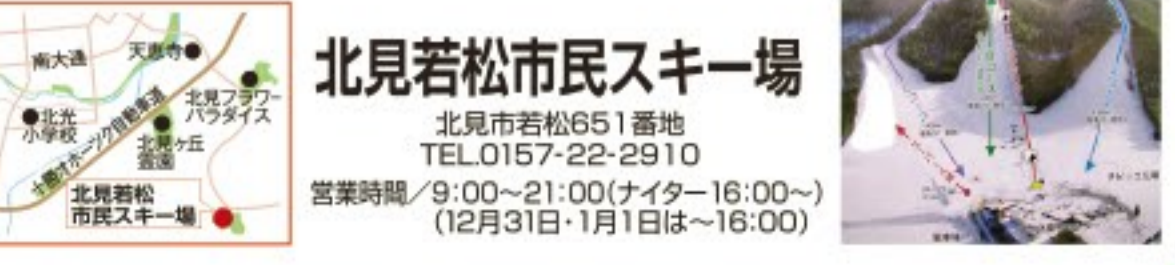 南大通
天恵寺
北見フラワー
パラダイス
北光
小学校
十勝オホーツク自動車道
北見ヶ丘
霊園
北見若松
市民スキー場
北見若松市民スキー場
北見市若松651番地
TEL.0157-22-2910
営業時間/9:00〜21:00(ナイター16:00〜)
(12月31日・1月1日は〜16:00)